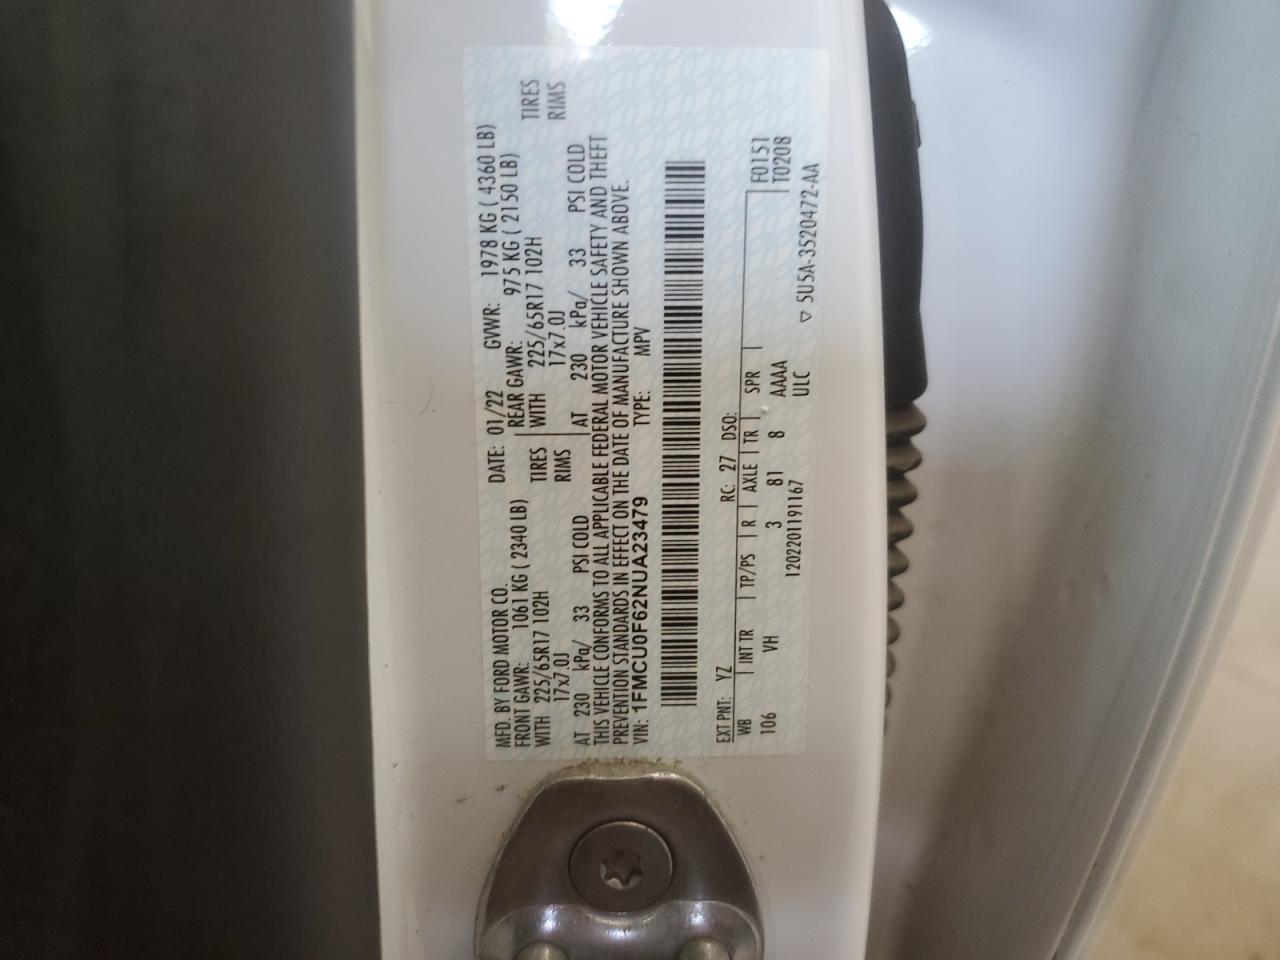 MFD. BY FORD MOTOR CO. DATE: 01/22 GVWR: 1978 KG ( 4360 LB)
FRONT GAWR: 1061 KG ( 2340 LB) REAR GAWR: 975 KG ( 2150 LB)
WITH 225/65R17 102H TIRES WITH 225/65R17 102H TIRES
17x7.0J RIMS 17x7.0J RIMS
AT 230 kPa/ 33 PSI COLD AT 230 kPa/ 33 PSI COLD
THIS VEHICLE CONFORMS TO ALL APPLICABLE FEDERAL MOTOR VEHICLE SAFETY AND THEFT
PREVENTION STANDARDS IN EFFECT ON THE DATE OF MANUFACTURE SHOWN ABOVE.
VIN: 1FMCU0F62NUA23479 TYPE: MPV
EXT PNT: YZ RC: 27 DSO:
WB INT TR TP/PS R AXLE TR SPR F0151
106 VH 3 81 8 AAAA T0208
120220119167 ULC ▽ 5U5A-3520472-AA